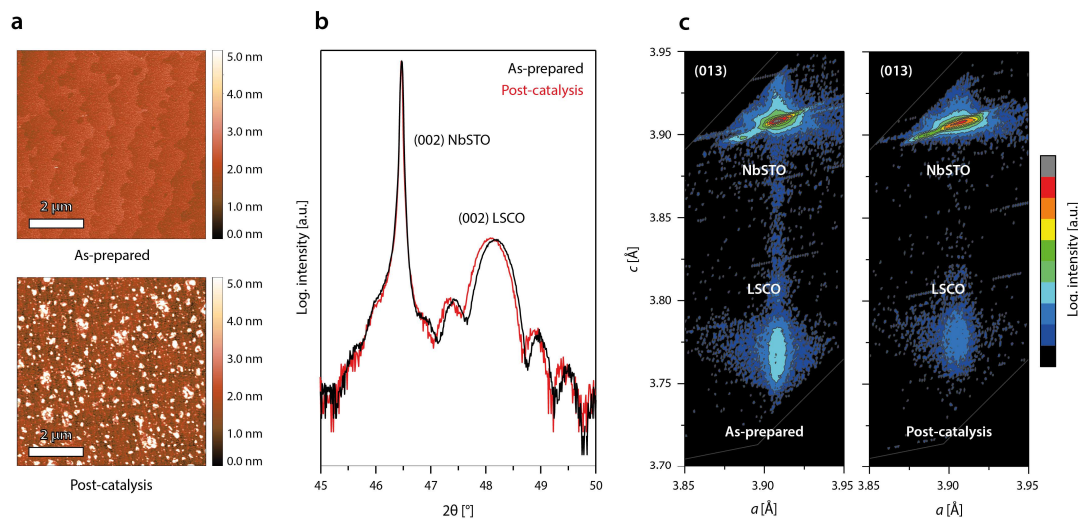 a
5.0 nm
4.0 nm
3.0 nm
2.0 nm
1.0 nm
0.0 nm
2 μm
As-prepared
5.0 nm
4.0 nm
3.0 nm
2.0 nm
1.0 nm
0.0 nm
2 μm
Post-catalysis
b
As-prepared
Post-catalysis
(002) NbSTO
(002) LSCO
Log. intensity [a.u.]
45 46 47 48 49 50
2θ [°]
c
3.95
3.90
3.85
3.80
3.75
3.70
c [Å]
(013)
NbSTO
LSCO
As-prepared
3.85 3.90 3.95
a [Å]
(013)
NbSTO
LSCO
Post-catalysis
3.85 3.90 3.95
a [Å]
Log. intensity [a.u.]